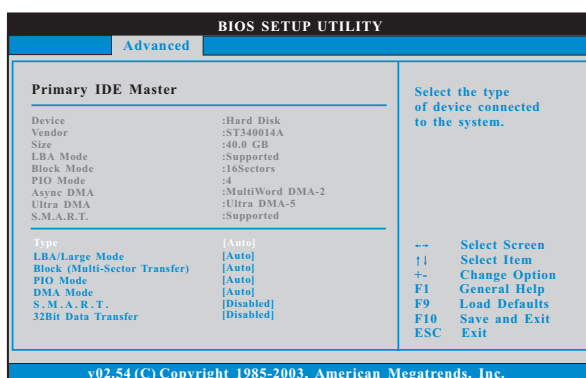 BIOS SETUP UTILITY
Advanced
Primary IDE Master
Device :Hard Disk
Vendor :ST340014A
Size :40.0 GB
LBA Mode :Supported
Block Mode :16Sectors
PIO Mode :4
Async DMA :MultiWord DMA-2
Ultra DMA :Ultra DMA-5
S.M.A.R.T. :Supported
Type [Auto]
LBA/Large Mode [Auto]
Block (Multi-Sector Transfer) [Auto]
PIO Mode [Auto]
DMA Mode [Auto]
S.M.A.R.T. [Disabled]
32Bit Data Transfer [Disabled]
Select the type
of device connected
to the system.
←→ Select Screen
↑↓ Select Item
+- Change Option
F1 General Help
F9 Load Defaults
F10 Save and Exit
ESC Exit
v02.54 (C) Copyright 1985-2003, American Megatrends, Inc.